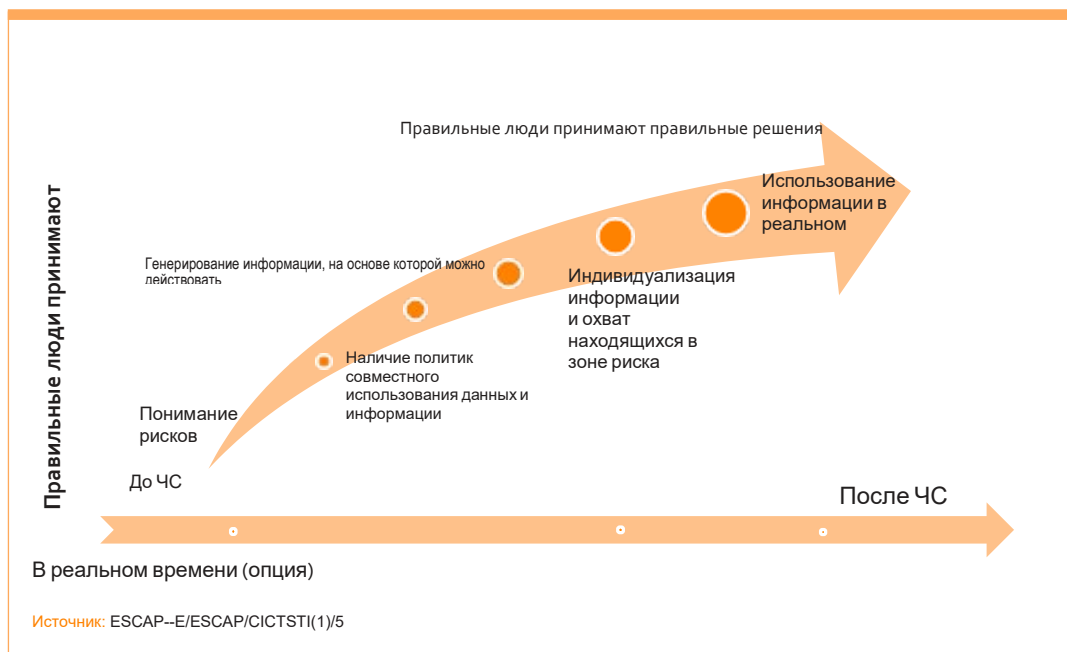 Правильные люди принимают правильные решения
Правильные люди принимают
Использование
информации в
реальном
Генерирование информации, на основе которой можно
действовать
Индивидуализация
информации
и охват
находящихся в
зоне риска
Наличие политик
совместного
использования данных и
информации
Понимание
рисков
До ЧС
После ЧС
В реальном времени (опция)
Источник: ESCAP--E/ESCAP/CICTSTI(1)/5